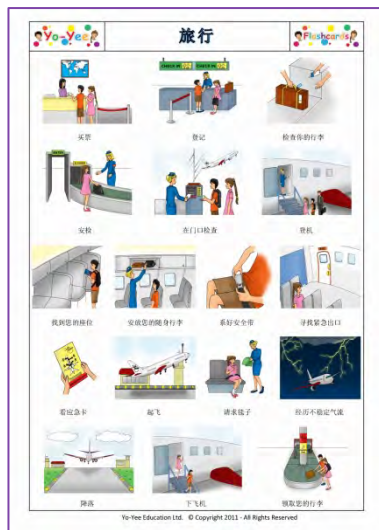 Yo-Yee
旅行
Flashcards
CHECK IN
CHECK IN
买票
登记
检查你的行李
安检
在门口检查
登机
找到您的座位
安放您的随身行李
系好安全带
寻找紧急出口
看应急卡
起飞
请求毯子
经历不稳定气流
降落
下飞机
领取您的行李
Yo-Yee Education Ltd. © Copyright 2011 - All Rights Reserved